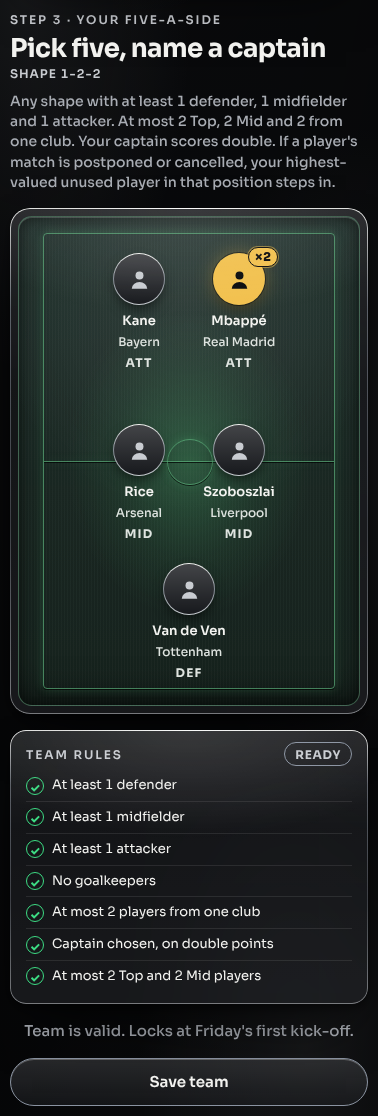 STEP 3 · YOUR FIVE-A-SIDE
Pick five, name a captain
SHAPE 1-2-2
Any shape with at least 1 defender, 1 midfielder
and 1 attacker. At most 2 Top, 2 Mid and 2 from
one club. Your captain scores double. If a player's
match is postponed or cancelled, your highest-
valued unused player in that position steps in.
×2
Kane
Bayern
ATT
Mbappé
Real Madrid
ATT
Rice
Arsenal
MID
Szoboszlai
Liverpool
MID
Van de Ven
Tottenham
DEF
TEAM RULES
READY
At least 1 defender
At least 1 midfielder
At least 1 attacker
No goalkeepers
At most 2 players from one club
Captain chosen, on double points
At most 2 Top and 2 Mid players
Team is valid. Locks at Friday's first kick-off.
Save team